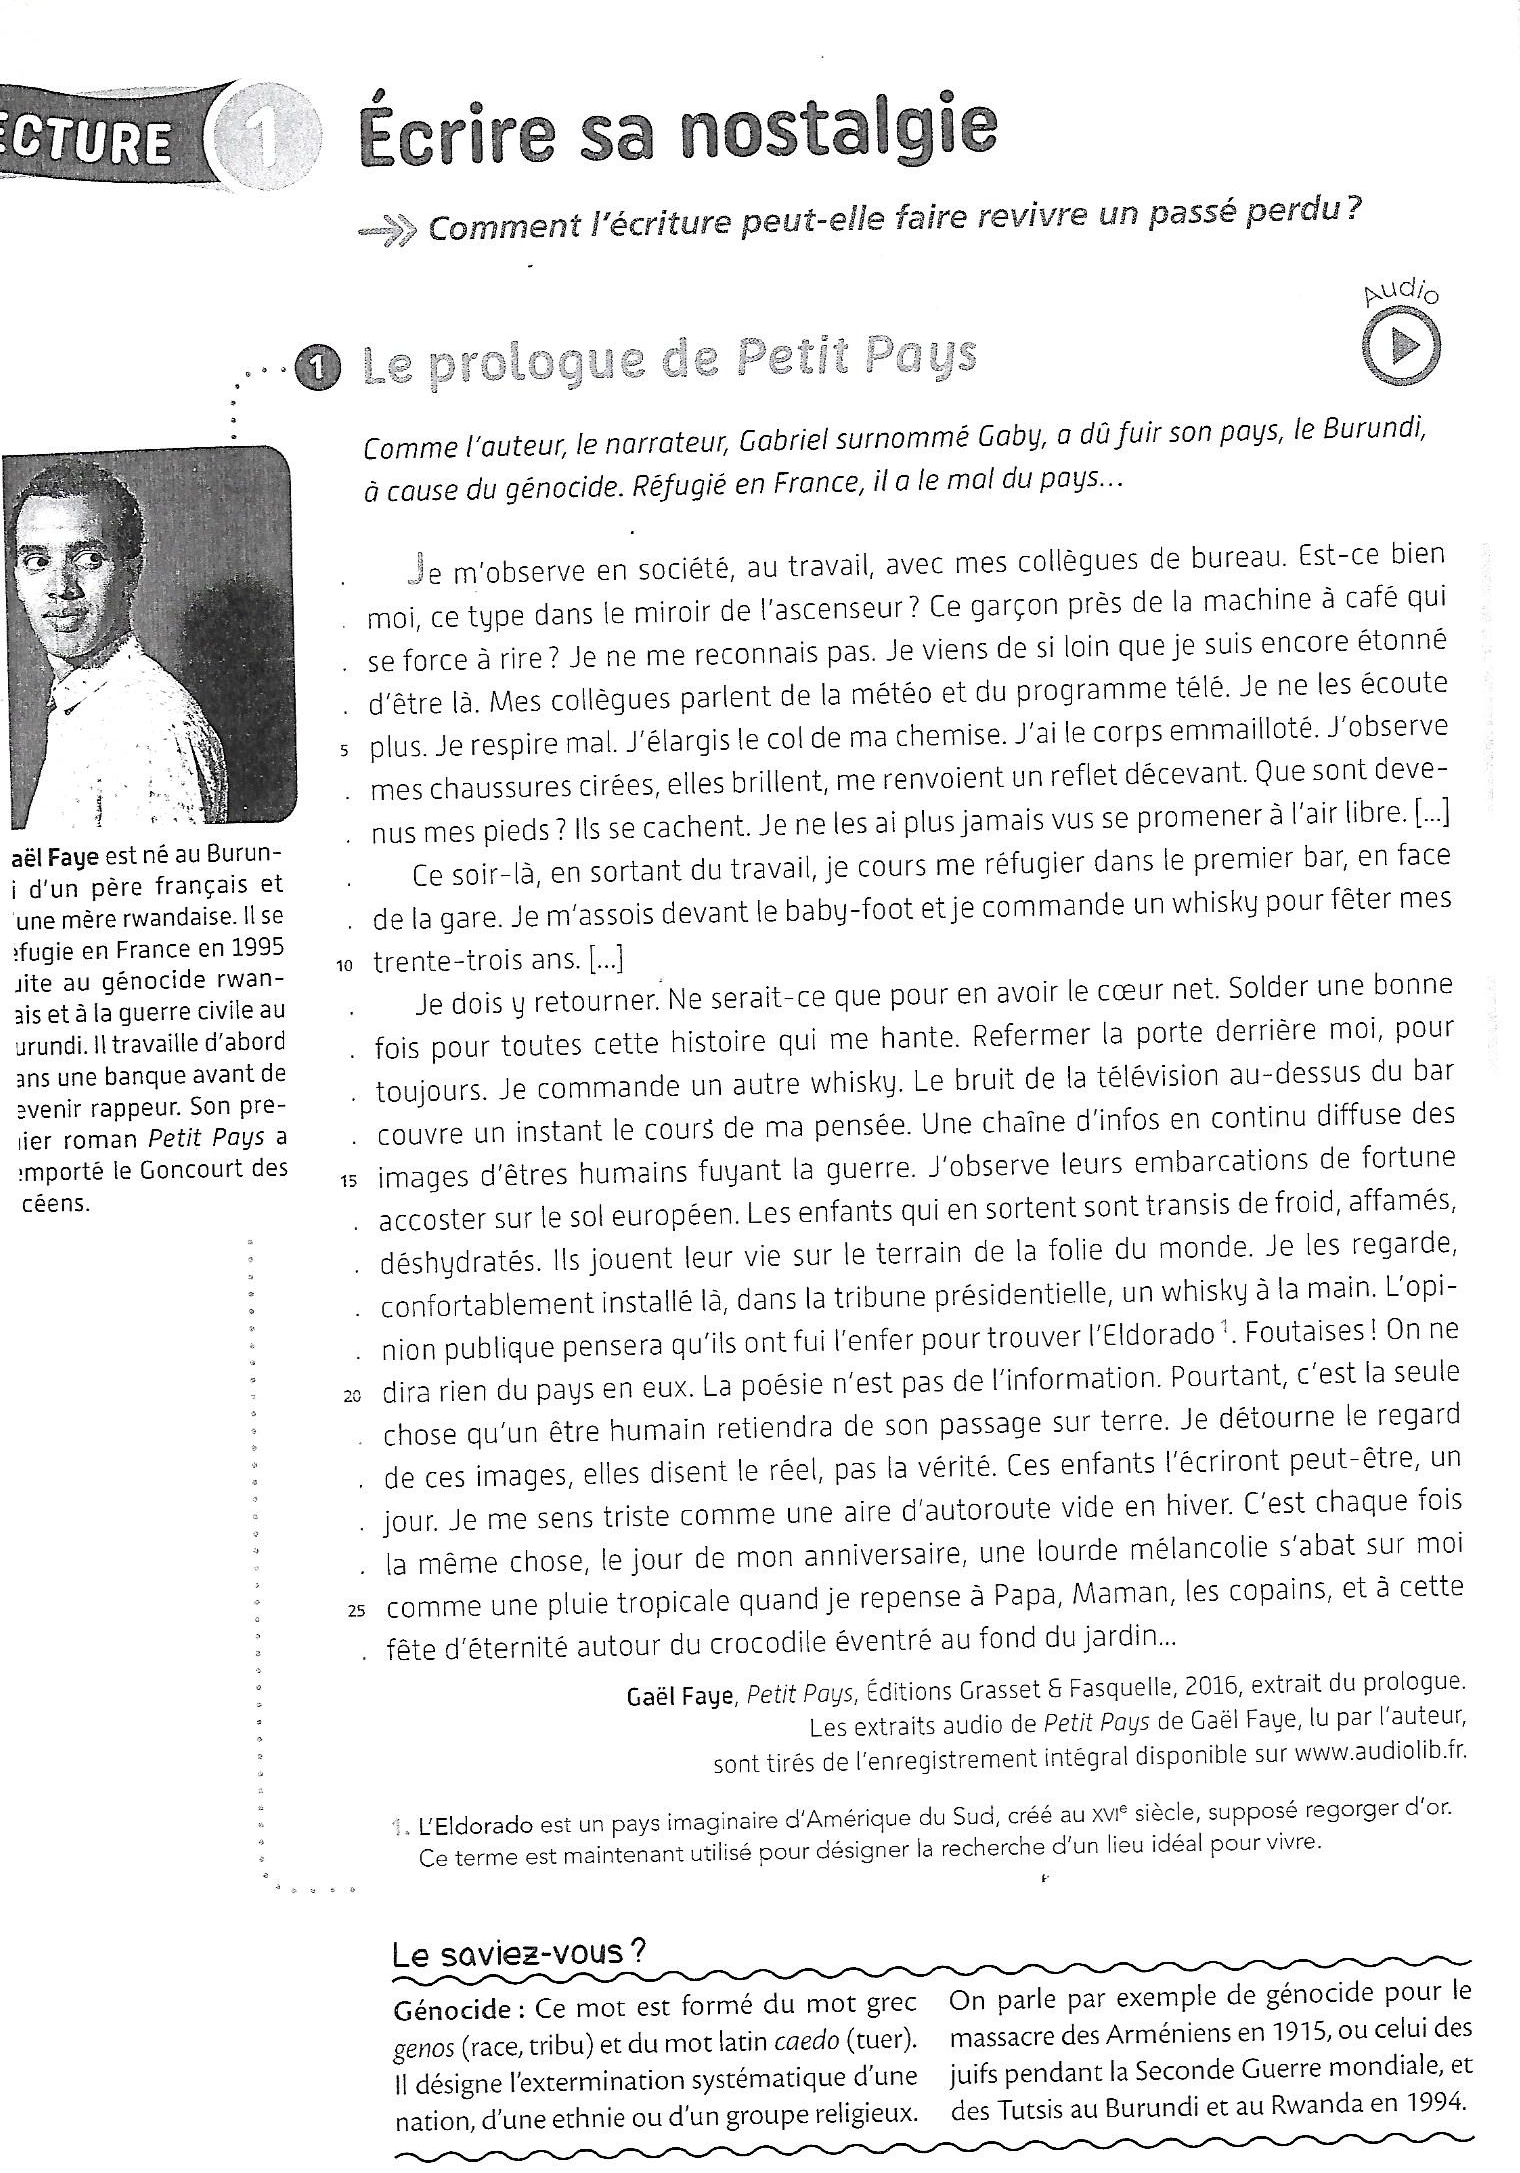 ECTURE 1 Écrire sa nostalgie
Comment l'écriture peut-elle faire revivre un passé perdu ?
Audio
1 Le prologue de Petit Pays
Comme l'auteur, le narrateur, Gabriel surnommé Gaby, a dû fuir son pays, le Burundi,
à cause du génocide. Réfugié en France, il a le mal du pays...
Je m'observe en société, au travail, avec mes collègues de bureau. Est-ce bien
moi, ce type dans le miroir de l'ascenseur ? Ce garçon près de la machine à café qui
se force à rire ? Je ne me reconnais pas. Je viens de si loin que je suis encore étonné
d'être là. Mes collègues parlent de la météo et du programme télé. Je ne les écoute
5 plus. Je respire mal. J'élargis le col de ma chemise. J'ai le corps emmailloté. J'observe
mes chaussures cirées, elles brillent, me renvoient un reflet décevant. Que sont deve-
nus mes pieds ? Ils se cachent. Je ne les ai plus jamais vus se promener à l'air libre. [...]
Ce soir-là, en sortant du travail, je cours me réfugier dans le premier bar, en face
de la gare. Je m'assois devant le baby-foot et je commande un whisky pour fêter mes
10 trente-trois ans. [...]
Je dois y retourner. Ne serait-ce que pour en avoir le cœur net. Solder une bonne
fois pour toutes cette histoire qui me hante. Refermer la porte derrière moi, pour
toujours. Je commande un autre whisky. Le bruit de la télévision au-dessus du bar
couvre un instant le cours de ma pensée. Une chaîne d'infos en continu diffuse des
15 images d'êtres humains fuyant la guerre. J'observe leurs embarcations de fortune
accoster sur le sol européen. Les enfants qui en sortent sont transis de froid, affamés,
déshydratés. Ils jouent leur vie sur le terrain de la folie du monde. Je les regarde,
confortablement installé là, dans la tribune présidentielle, un whisky à la main. L'opi-
nion publique pensera qu'ils ont fui l'enfer pour trouver l'Eldorado¹. Foutaises ! On ne
20 dira rien du pays en eux. La poésie n'est pas de l'information. Pourtant, c'est la seule
chose qu'un être humain retiendra de son passage sur terre. Je détourne le regard
de ces images, elles disent le réel, pas la vérité. Ces enfants l'écriront peut-être, un
jour. Je me sens triste comme une aire d'autoroute vide en hiver. C'est chaque fois
la même chose, le jour de mon anniversaire, une lourde mélancolie s'abat sur moi
25 comme une pluie tropicale quand je repense à Papa, Maman, les copains, et à cette
fête d'éternité autour du crocodile éventré au fond du jardin...
Gaël Faye, Petit Pays, Éditions Grasset & Fasquelle, 2016, extrait du prologue.
Les extraits audio de Petit Pays de Gaël Faye, lu par l'auteur,
sont tirés de l'enregistrement intégral disponible sur www.audiolib.fr.
1. L'Eldorado est un pays imaginaire d'Amérique du Sud, créé au XVIe siècle, supposé regorger d'or.
Ce terme est maintenant utilisé pour désigner la recherche d'un lieu idéal pour vivre.
aël Faye est né au Burun-
i d'un père français et
une mère rwandaise. Il se
efugie en France en 1995
uite au génocide rwan-
ais et à la guerre civile au
urundi. Il travaille d'abord
ans une banque avant de
evenir rappeur. Son pre-
ier roman Petit Pays a
emporté le Goncourt des
céens.
Le saviez-vous ?
Génocide : Ce mot est formé du mot grec
genos (race, tribu) et du mot latin caedo (tuer).
Il désigne l'extermination systématique d'une
nation, d'une ethnie ou d'un groupe religieux.
On parle par exemple de génocide pour le
massacre des Arméniens en 1915, ou celui des
juifs pendant la Seconde Guerre mondiale, et
des Tutsis au Burundi et au Rwanda en 1994.